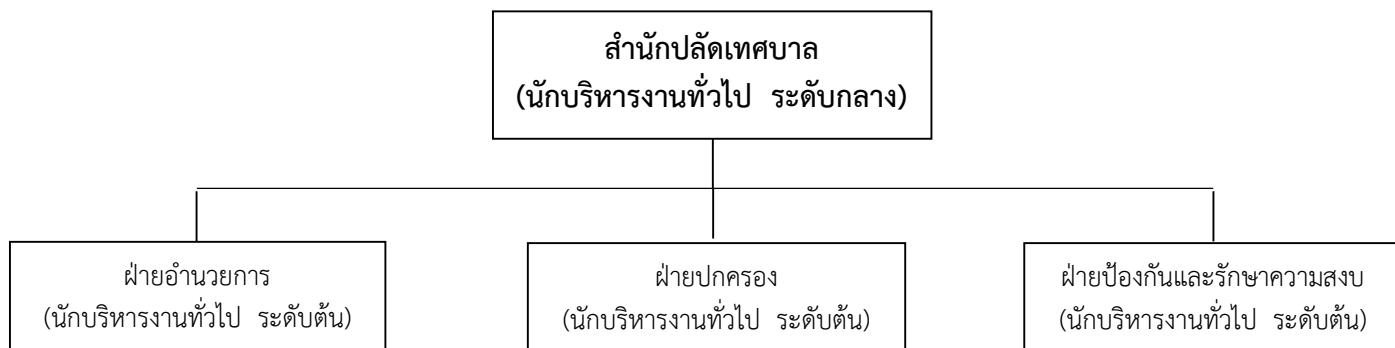 สำนักปลัดเทศบาล
(นักบริหารงานทั่วไป ระดับกลาง)
ฝ่ายอำนวยการ
(นักบริหารงานทั่วไป ระดับต้น)
ฝ่ายปกครอง
(นักบริหารงานทั่วไป ระดับต้น)
ฝ่ายป้องกันและรักษาความสงบ
(นักบริหารงานทั่วไป ระดับต้น)